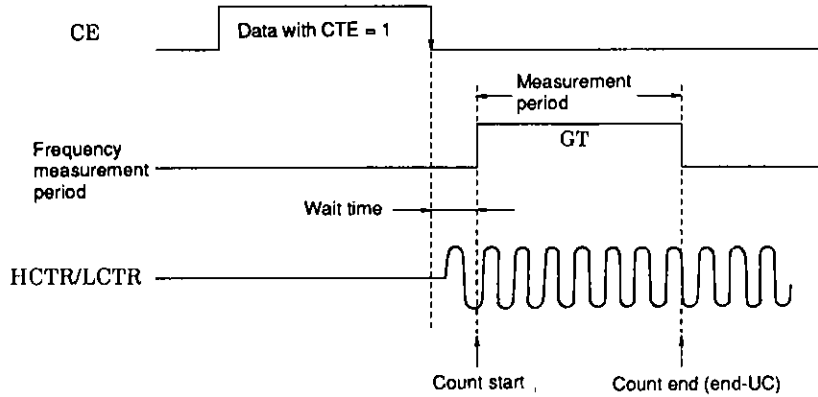 CE
Data with CTE = 1
Measurement
period
GT
Frequency
measurement
period
Wait time
HCTR/LCTR
Count start
Count end (end-UC)